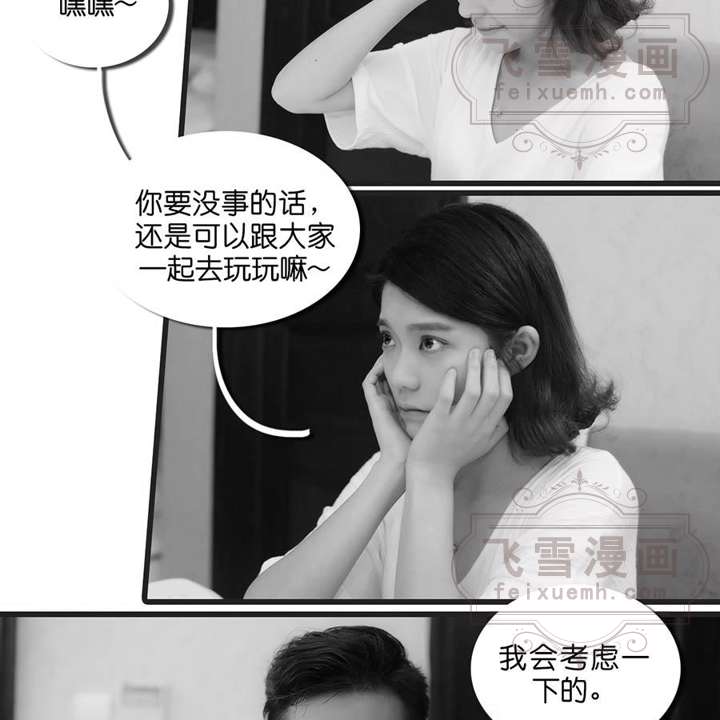 嘿嘿~
飞雪漫画
feixuemh.com
你要没事的话，
还是可以跟大家
一起去玩玩嘛~
飞雪漫画
feixuemh.com
我会考虑一
下的。